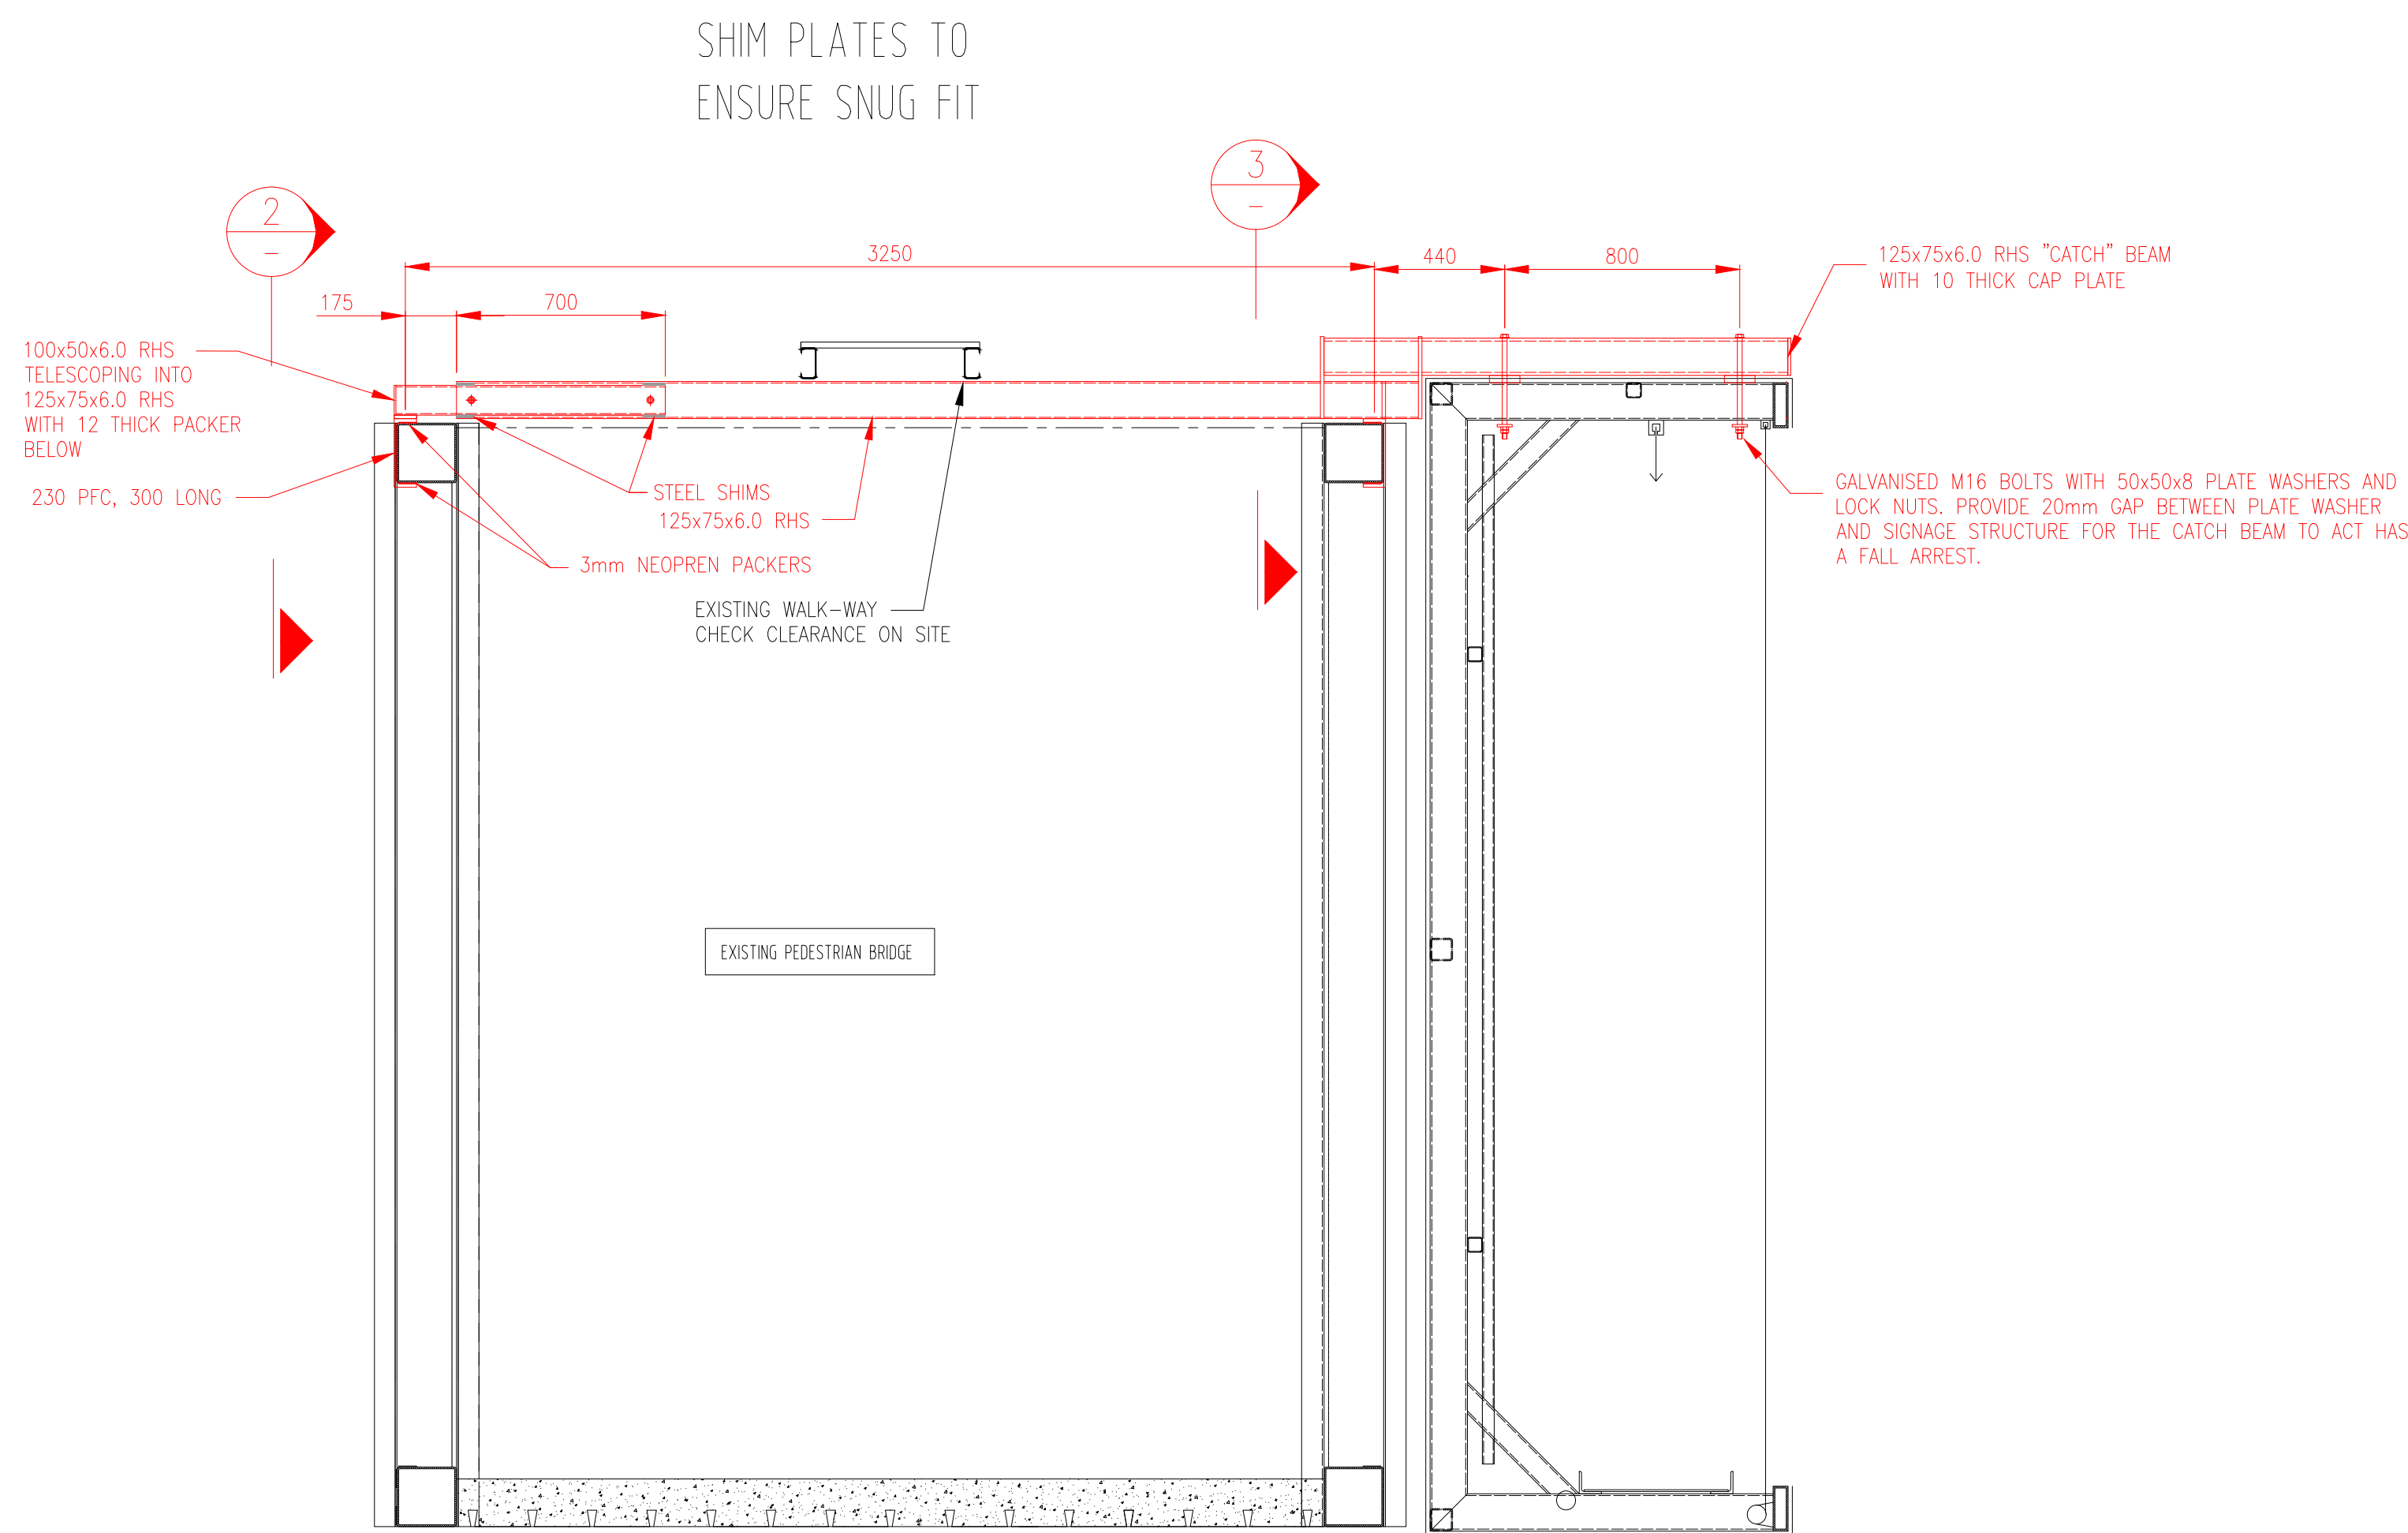 SHIM PLATES TO
ENSURE SNUG FIT
3
-
2
-
3250
440
800
125x75x6.0 RHS "CATCH" BEAM
WITH 10 THICK CAP PLATE
175
700
100x50x6.0 RHS
TELESCOPING INTO
125x75x6.0 RHS
WITH 12 THICK PACKER
BELOW
230 PFC, 300 LONG
STEEL SHIMS
125x75x6.0 RHS
3mm NEOPREN PACKERS
GALVANISED M16 BOLTS WITH 50x50x8 PLATE WASHERS AND
LOCK NUTS. PROVIDE 20mm GAP BETWEEN PLATE WASHER
AND SIGNAGE STRUCTURE FOR THE CATCH BEAM TO ACT HAS
A FALL ARREST.
EXISTING WALK-WAY
CHECK CLEARANCE ON SITE
EXISTING PEDESTRIAN BRIDGE